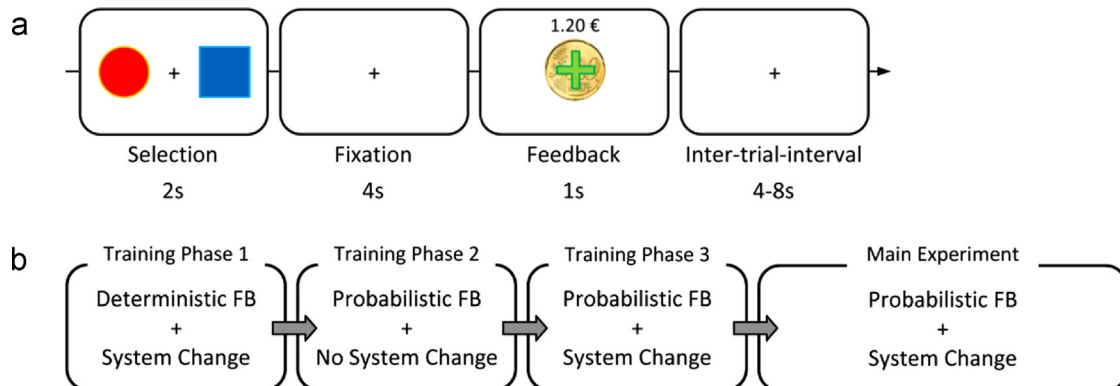 a
+
+
1.20 €
+
Selection
Fixation
Feedback
Inter-trial-interval
2s
4s
1s
4-8s
b
Training Phase 1
Training Phase 2
Training Phase 3
Main Experiment
Deterministic FB
Probabilistic FB
Probabilistic FB
Probabilistic FB
+
+
+
+
System Change
No System Change
System Change
System Change